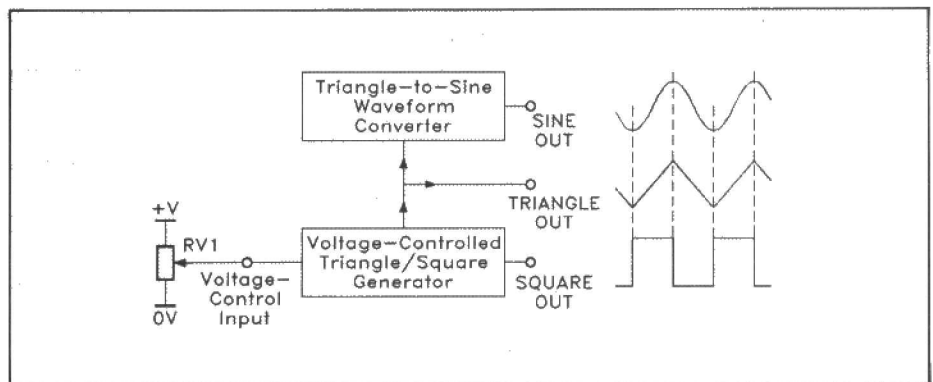 Triangle-to-Sine
Waveform
Converter
SINE
OUT
TRIANGLE
OUT
+V
RV1
Voltage-
Control
Input
0V
Voltage-Controlled
Triangle/Square
Generator
SQUARE
OUT